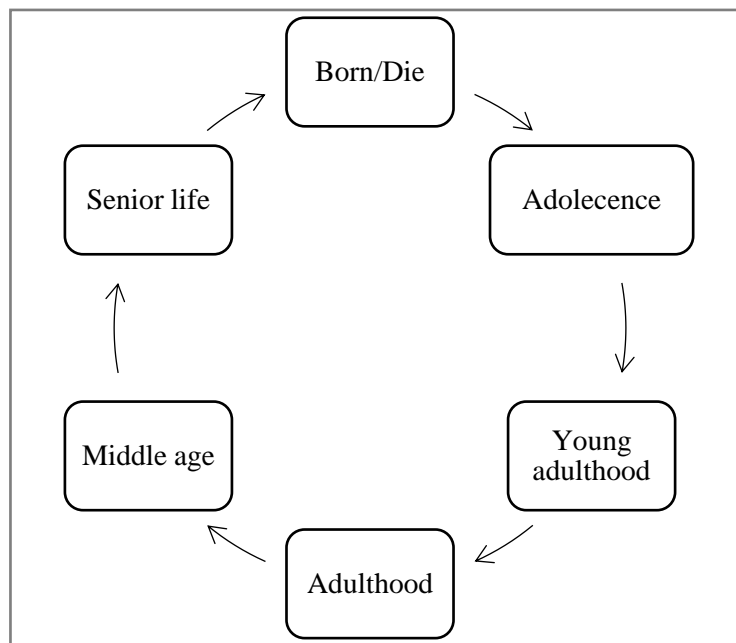 Born/Die
Adolecence
Young
adulthood
Adulthood
Middle age
Senior life